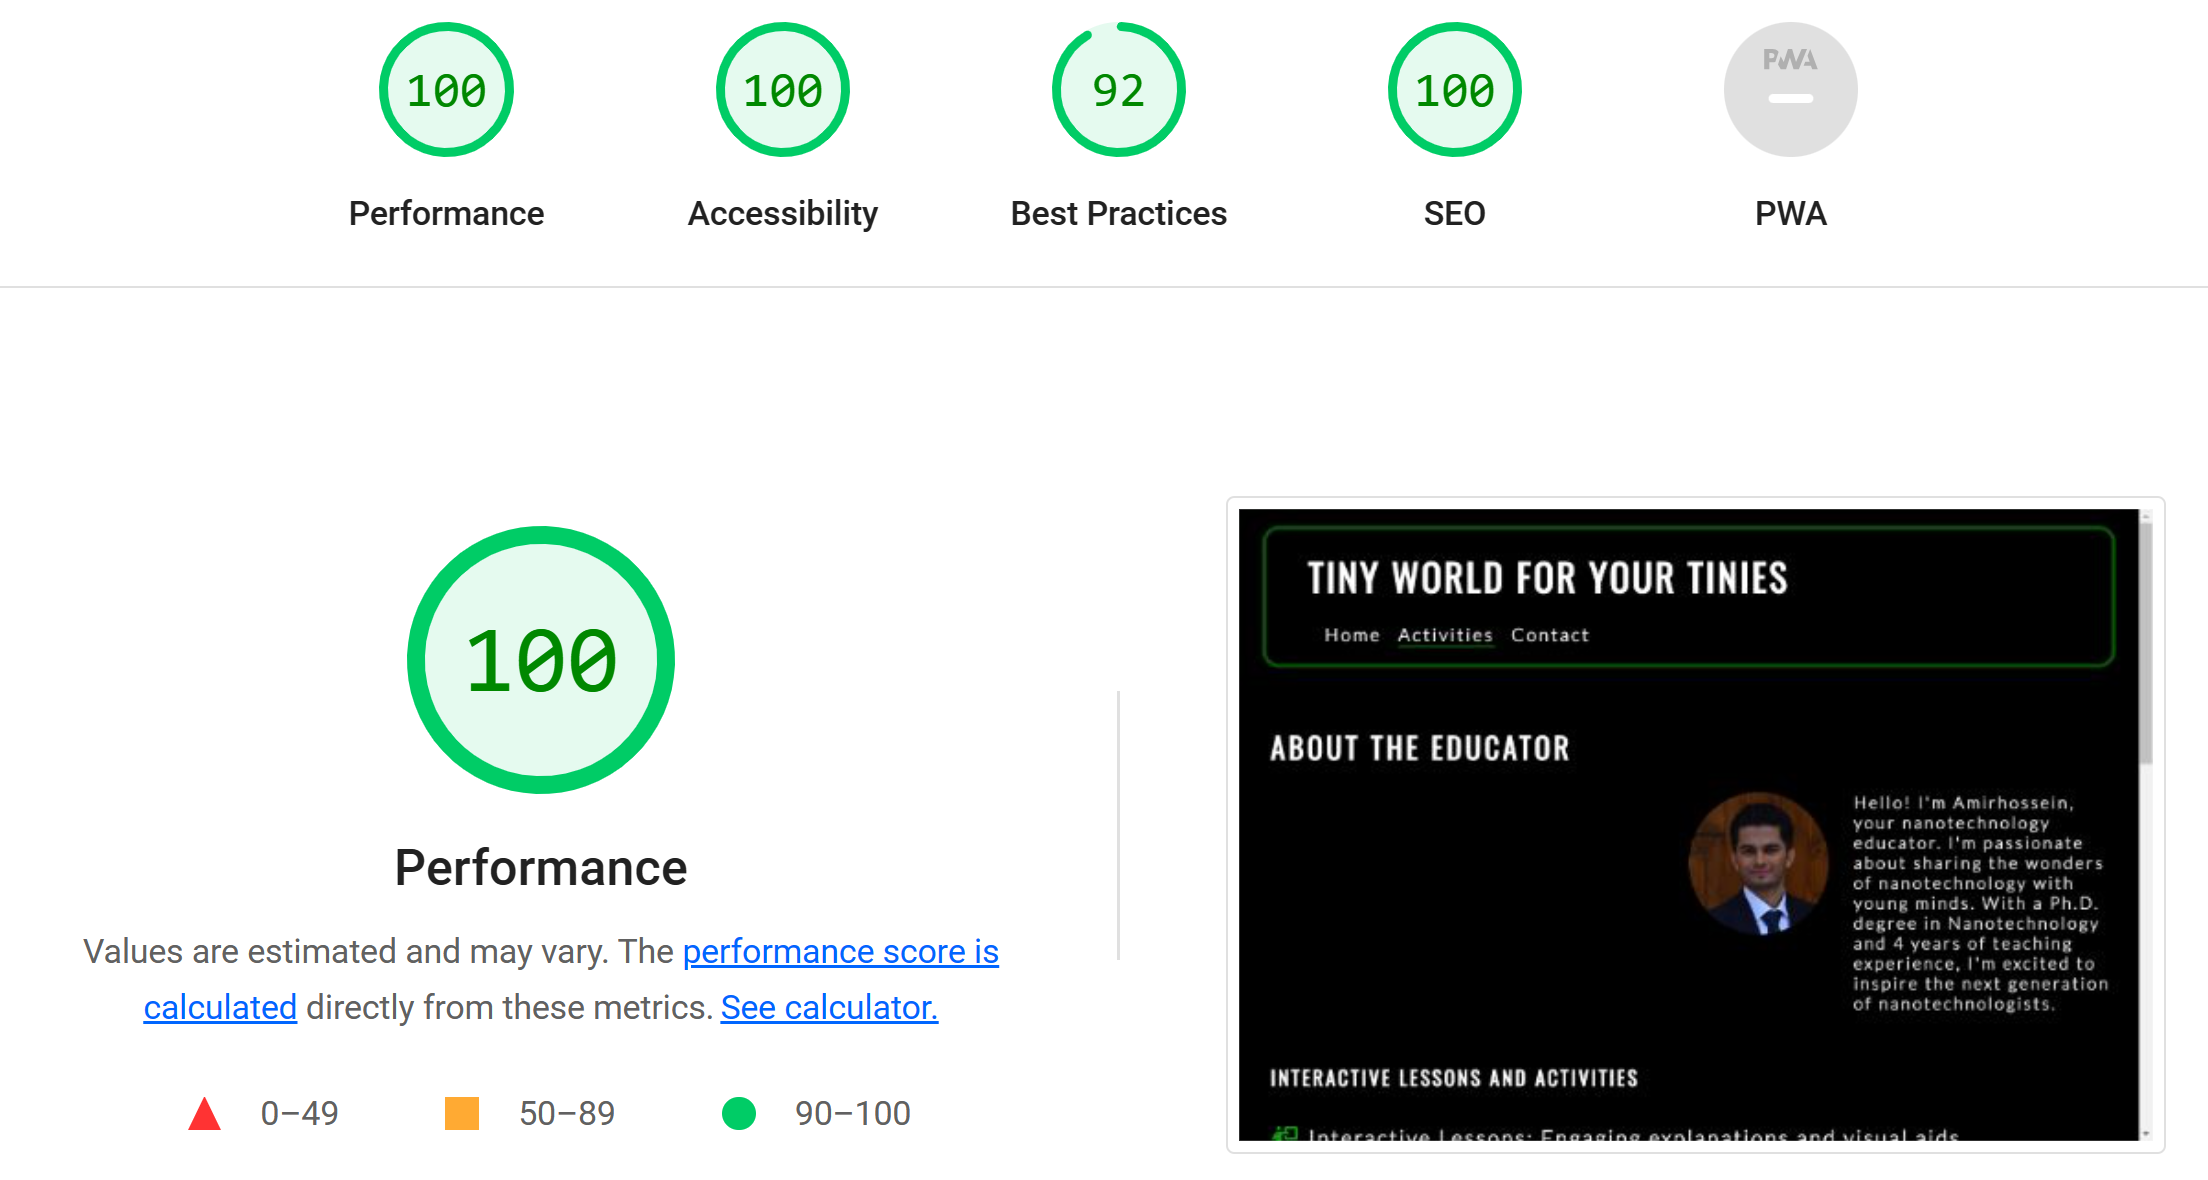 100
100
92
100
PWA
Performance
Accessibility
Best Practices
SEO
PWA
100
Performance
Values are estimated and may vary. The performance score is
calculated directly from these metrics. See calculator.
0–49
50–89
90–100
TINY WORLD FOR YOUR TINIES
Home Activities Contact
ABOUT THE EDUCATOR
Hello! I'm Amirhossein,
your nanotechnology
educator. I'm passionate
about sharing the wonders
of nanotechnology with
young minds. With a Ph.D.
degree in Nanotechnology
and 4 years of teaching
experience, I'm excited to
inspire the next generation
of nanotechnologists.
INTERACTIVE LESSONS AND ACTIVITIES
Interactive Lessons: Engaging explanations and visual aids